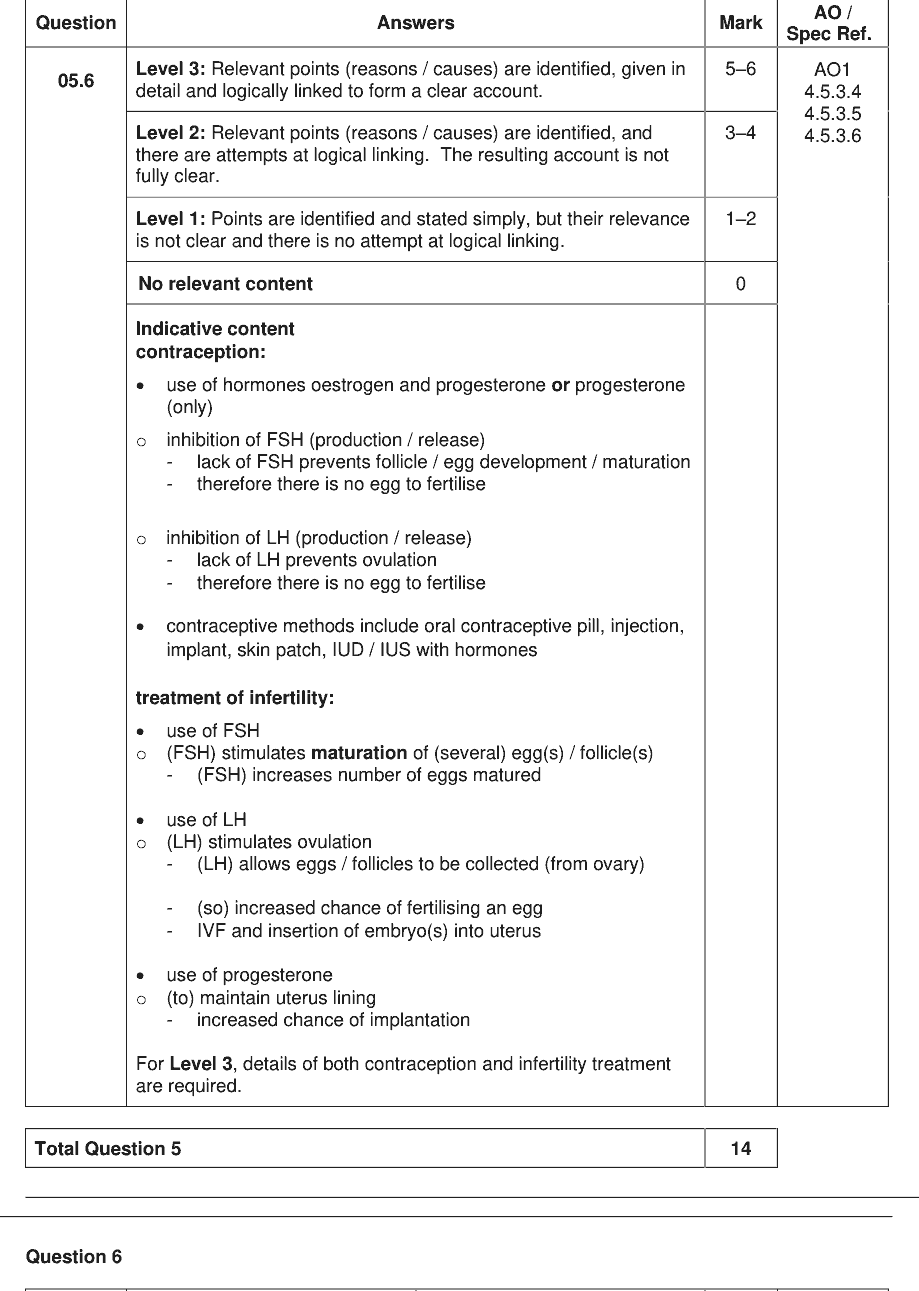 Question Answers Mark AO /
Spec Ref.
05.6 Level 3: Relevant points (reasons / causes) are identified, given in 5–6 AO1
detail and logically linked to form a clear account. 4.5.3.4
4.5.3.5
Level 2: Relevant points (reasons / causes) are identified, and 3–4 4.5.3.6
there are attempts at logical linking. The resulting account is not
fully clear.
Level 1: Points are identified and stated simply, but their relevance 1–2
is not clear and there is no attempt at logical linking.
No relevant content 0
Indicative content
contraception:
• use of hormones oestrogen and progesterone or progesterone
(only)
○ inhibition of FSH (production / release)
- lack of FSH prevents follicle / egg development / maturation
- therefore there is no egg to fertilise
○ inhibition of LH (production / release)
- lack of LH prevents ovulation
- therefore there is no egg to fertilise
• contraceptive methods include oral contraceptive pill, injection,
implant, skin patch, IUD / IUS with hormones
treatment of infertility:
• use of FSH
○ (FSH) stimulates maturation of (several) egg(s) / follicle(s)
- (FSH) increases number of eggs matured
• use of LH
○ (LH) stimulates ovulation
- (LH) allows eggs / follicles to be collected (from ovary)
- (so) increased chance of fertilising an egg
- IVF and insertion of embryo(s) into uterus
• use of progesterone
○ (to) maintain uterus lining
- increased chance of implantation
For Level 3, details of both contraception and infertility treatment
are required.
Total Question 5 14
Question 6